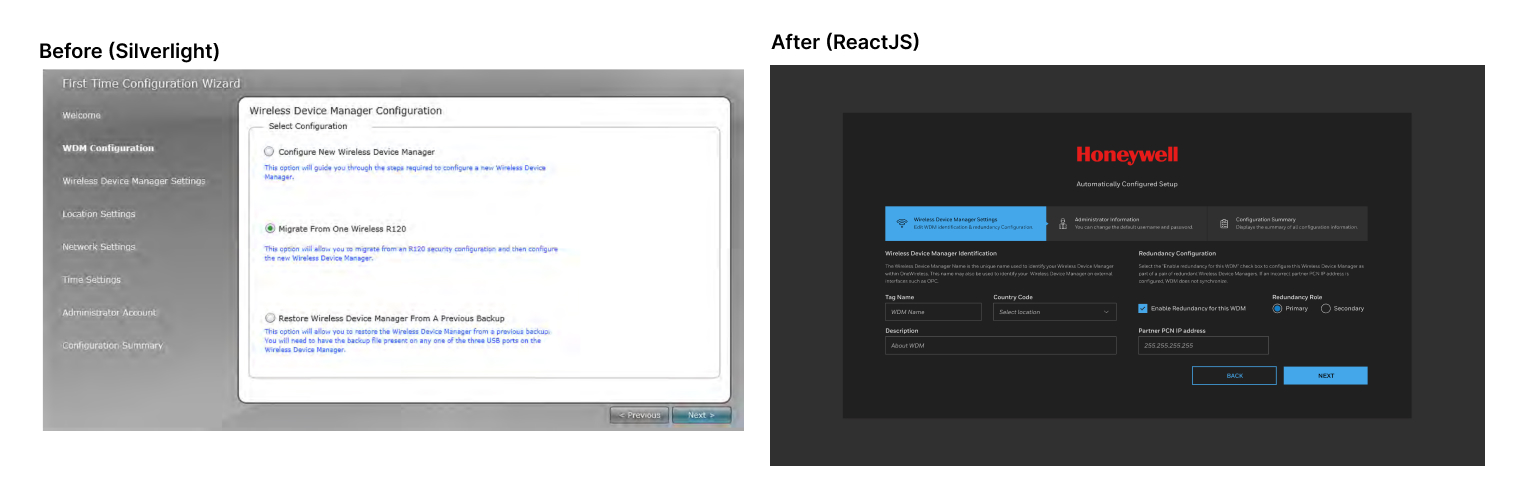 Before (Silverlight)
First Time Configuration Wizard
Welcome
WDM Configuration
Wireless Device Manager Settings
Location Settings
Network Settings
Time Settings
Administrator Account
Configuration Summary
Wireless Device Manager Configuration
Select Configuration
Configure New Wireless Device Manager
This option will guide you through the steps required to configure a new Wireless Device
Manager.
Migrate From One Wireless R120
This option will allow you to migrate from an R120 security configuration and then configure
the new Wireless Device Manager.
Restore Wireless Device Manager From A Previous Backup
This option will allow you to restore the Wireless Device Manager from a previous backup.
You will need to have the backup file present on any one of the three USB ports on the
Wireless Device Manager.
< Previous
Next >
After (ReactJS)
Honeywell
Automatically Configured Setup
Wireless Device Manager Settings
Edit WDM identification & redundancy Configuration
Administrator Information
You can change the default username and password
Configuration Summary
Displays the summary of all configuration information
Wireless Device Manager Identification
The Wireless Device Manager Name is the unique name used to identify your Wireless Device Manager
within OneWireless. This name may also be used to identify your Wireless Device Manager on external
interfaces such as OPC.
Tag Name
WDM Name
Country Code
Select location
Description
About WDM
Redundancy Configuration
Select the "Enable redundancy for this WDM" check box to configure this Wireless Device Manager as
part of a pair of redundant Wireless Device Managers. If an incorrect partner PCN IP address is
configured, WDM does not synchronize.
Enable Redundancy for this WDM
Redundancy Role
Primary
Secondary
Partner PCN IP address
255.255.255.255
BACK
NEXT